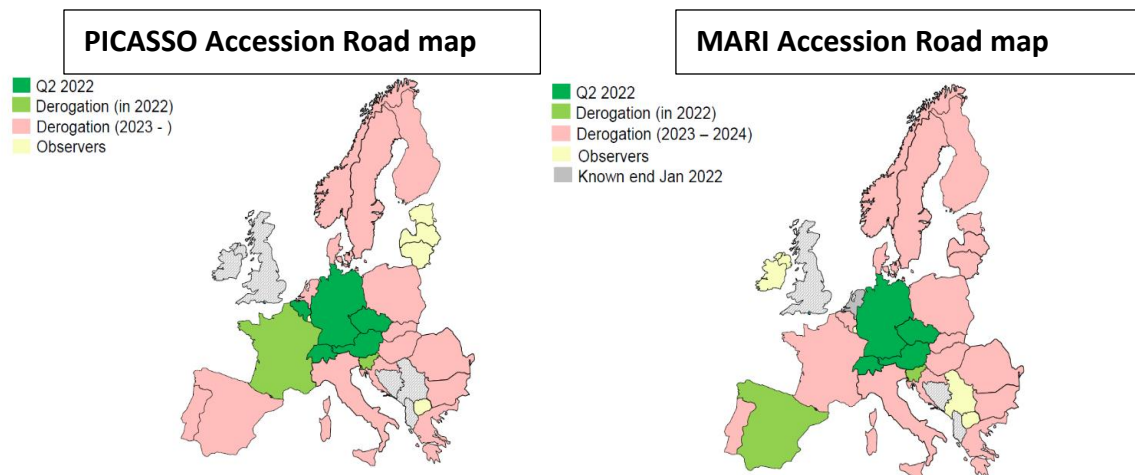 PICASSO Accession Road map
Q2 2022
Derogation (in 2022)
Derogation (2023 - )
Observers
MARI Accession Road map
Q2 2022
Derogation (in 2022)
Derogation (2023 – 2024)
Observers
Known end Jan 2022